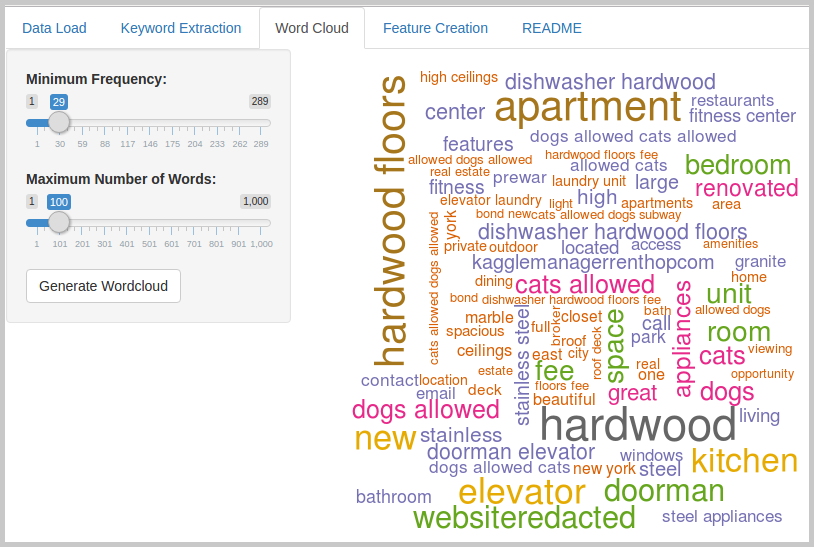 Data Load
Keyword Extraction
Word Cloud
Feature Creation
README
Minimum Frequency:
1
29
289
1 30 59 88 117 146 175 204 233 262 289
Maximum Number of Words:
1
100
1,000
1 101 201 301 401 501 601 701 801 901 1,000
Generate Wordcloud
high ceilings
dishwasher hardwood
hardwood floors
center
apartment
restaurants
fitness center
features
dogs allowed cats allowed
allowed dogs allowed
hardwood floors fee
allowed cats
bedroom
real estate
prewar
laundry unit
large
renovated
fitness
elevator laundry
light
high
apartments
area
york
bond new
cats allowed dogs
subway
dishwasher hardwood floors
private
outdoor
located
access
amenities
cats allowed dogs allowed
kagglemanagerrenthopcom
granite
dining
cats allowed
home
unit
bond
dishwasher hardwood floors fee
appliances
allowed dogs
marble
stainless steel
full
broker
closet
space
bath
call
room
spacious
broof
roof deck
park
ceilings
east
city
cats
viewing
estate
fee
real
one
opportunity
contact
location
email
deck
floors fee
beautiful
great
dogs
dogs allowed
hardwood
living
new
stainless
doorman elevator
windows
kitchen
dogs allowed cats
new york
steel
bathroom
elevator
doorman
websiteredacted
steel appliances